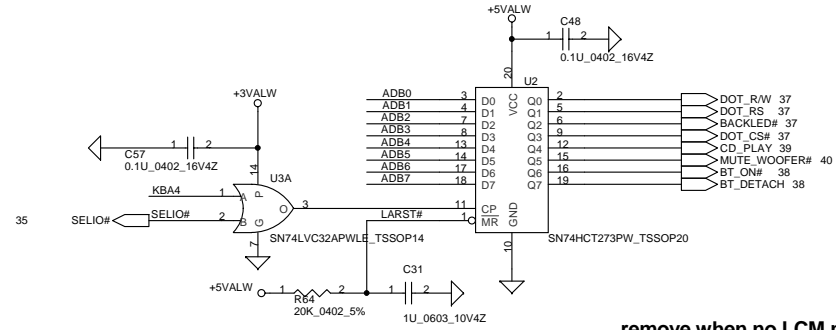 +5VALW
C48
1 2
0.1U_0402_16V4Z
+3VALW
20
U2
ADB0 3 D0 VCC Q0 2 DOT_R/W 37
ADB1 4 D1 Q1 5 DOT_RS 37
ADB2 7 D2 Q2 6 BACKLED# 37
ADB3 8 D3 Q3 9 DOT_CS# 37
ADB4 13 D4 Q4 12 CD_PLAY 39
ADB5 14 D5 Q5 15 MUTE_WOOFER# 40
ADB6 17 D6 Q6 16 BT_ON# 38
ADB7 18 D7 Q7 19 BT_DETACH 38
C57 1 2
0.1U_0402_16V4Z
14
U3A
KBA4 1 A P
O 3
11 CP
35 SELIO# SELIO# 2 B G
LARST# 1 MR GND
7
SN74LVC32APWLE_TSSOP14
10
SN74HCT273PW_TSSOP20
+5VALW 1 2
R64
20K_0402_5%
C31
1 2
1U_0603_10V4Z